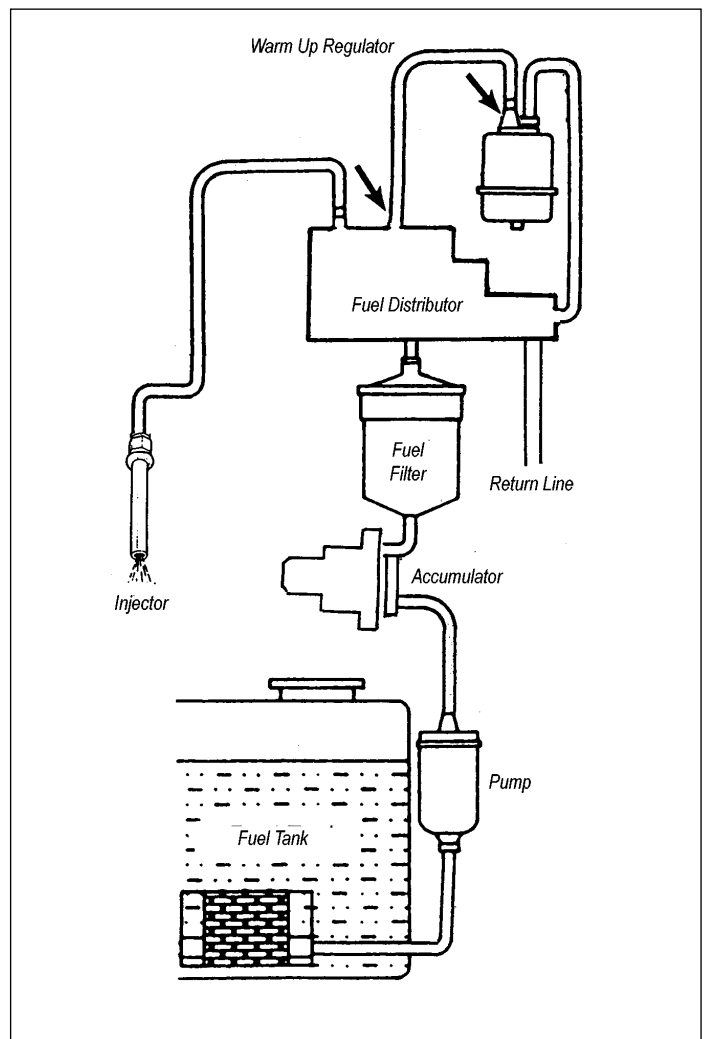 Warm Up Regulator
Fuel Distributor
Fuel
Filter
Return Line
Accumulator
Injector
Pump
Fuel Tank